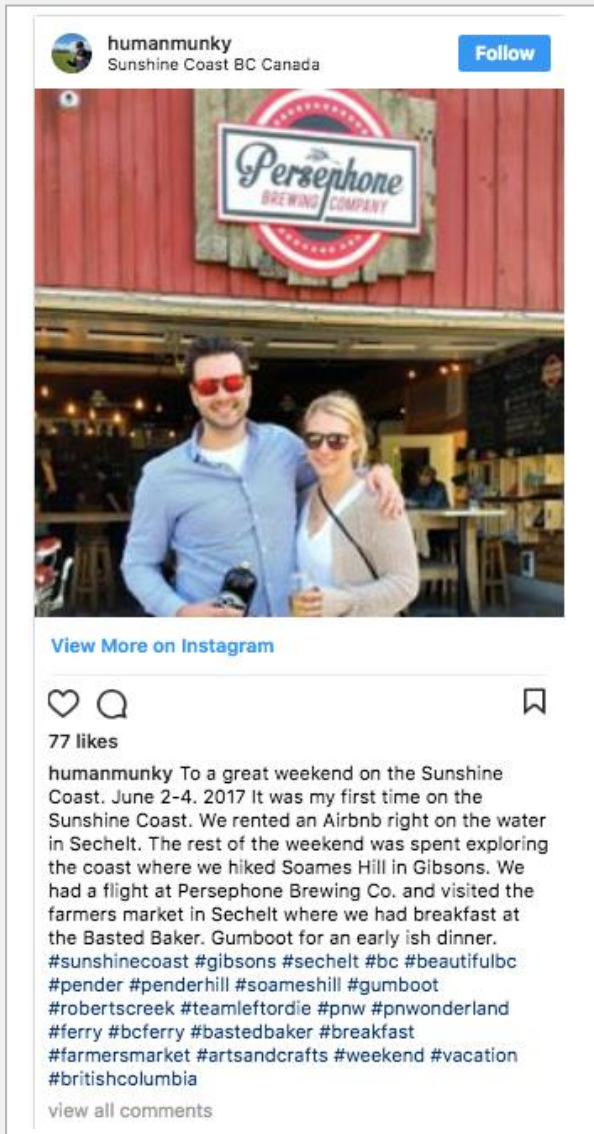 humanmunky
Sunshine Coast BC Canada
Follow
Persephone
BREWING COMPANY
View More on Instagram
77 likes
humanmunky To a great weekend on the Sunshine
Coast. June 2-4. 2017 It was my first time on the
Sunshine Coast. We rented an Airbnb right on the water
in Sechelt. The rest of the weekend was spent exploring
the coast where we hiked Soames Hill in Gibsons. We
had a flight at Persephone Brewing Co. and visited the
farmers market in Sechelt where we had breakfast at
the Basted Baker. Gumboot for an early ish dinner.
#sunshinecoast #gibsons #sechelt #bc #beautifulbc
#pender #penderhill #soameshill #gumboot
#robertscreek #teamleftordie #pnw #pnwonderland
#ferry #bcferry #bastedbaker #breakfast
#farmersmarket #artsandcrafts #weekend #vacation
#britishcolumbia
view all comments